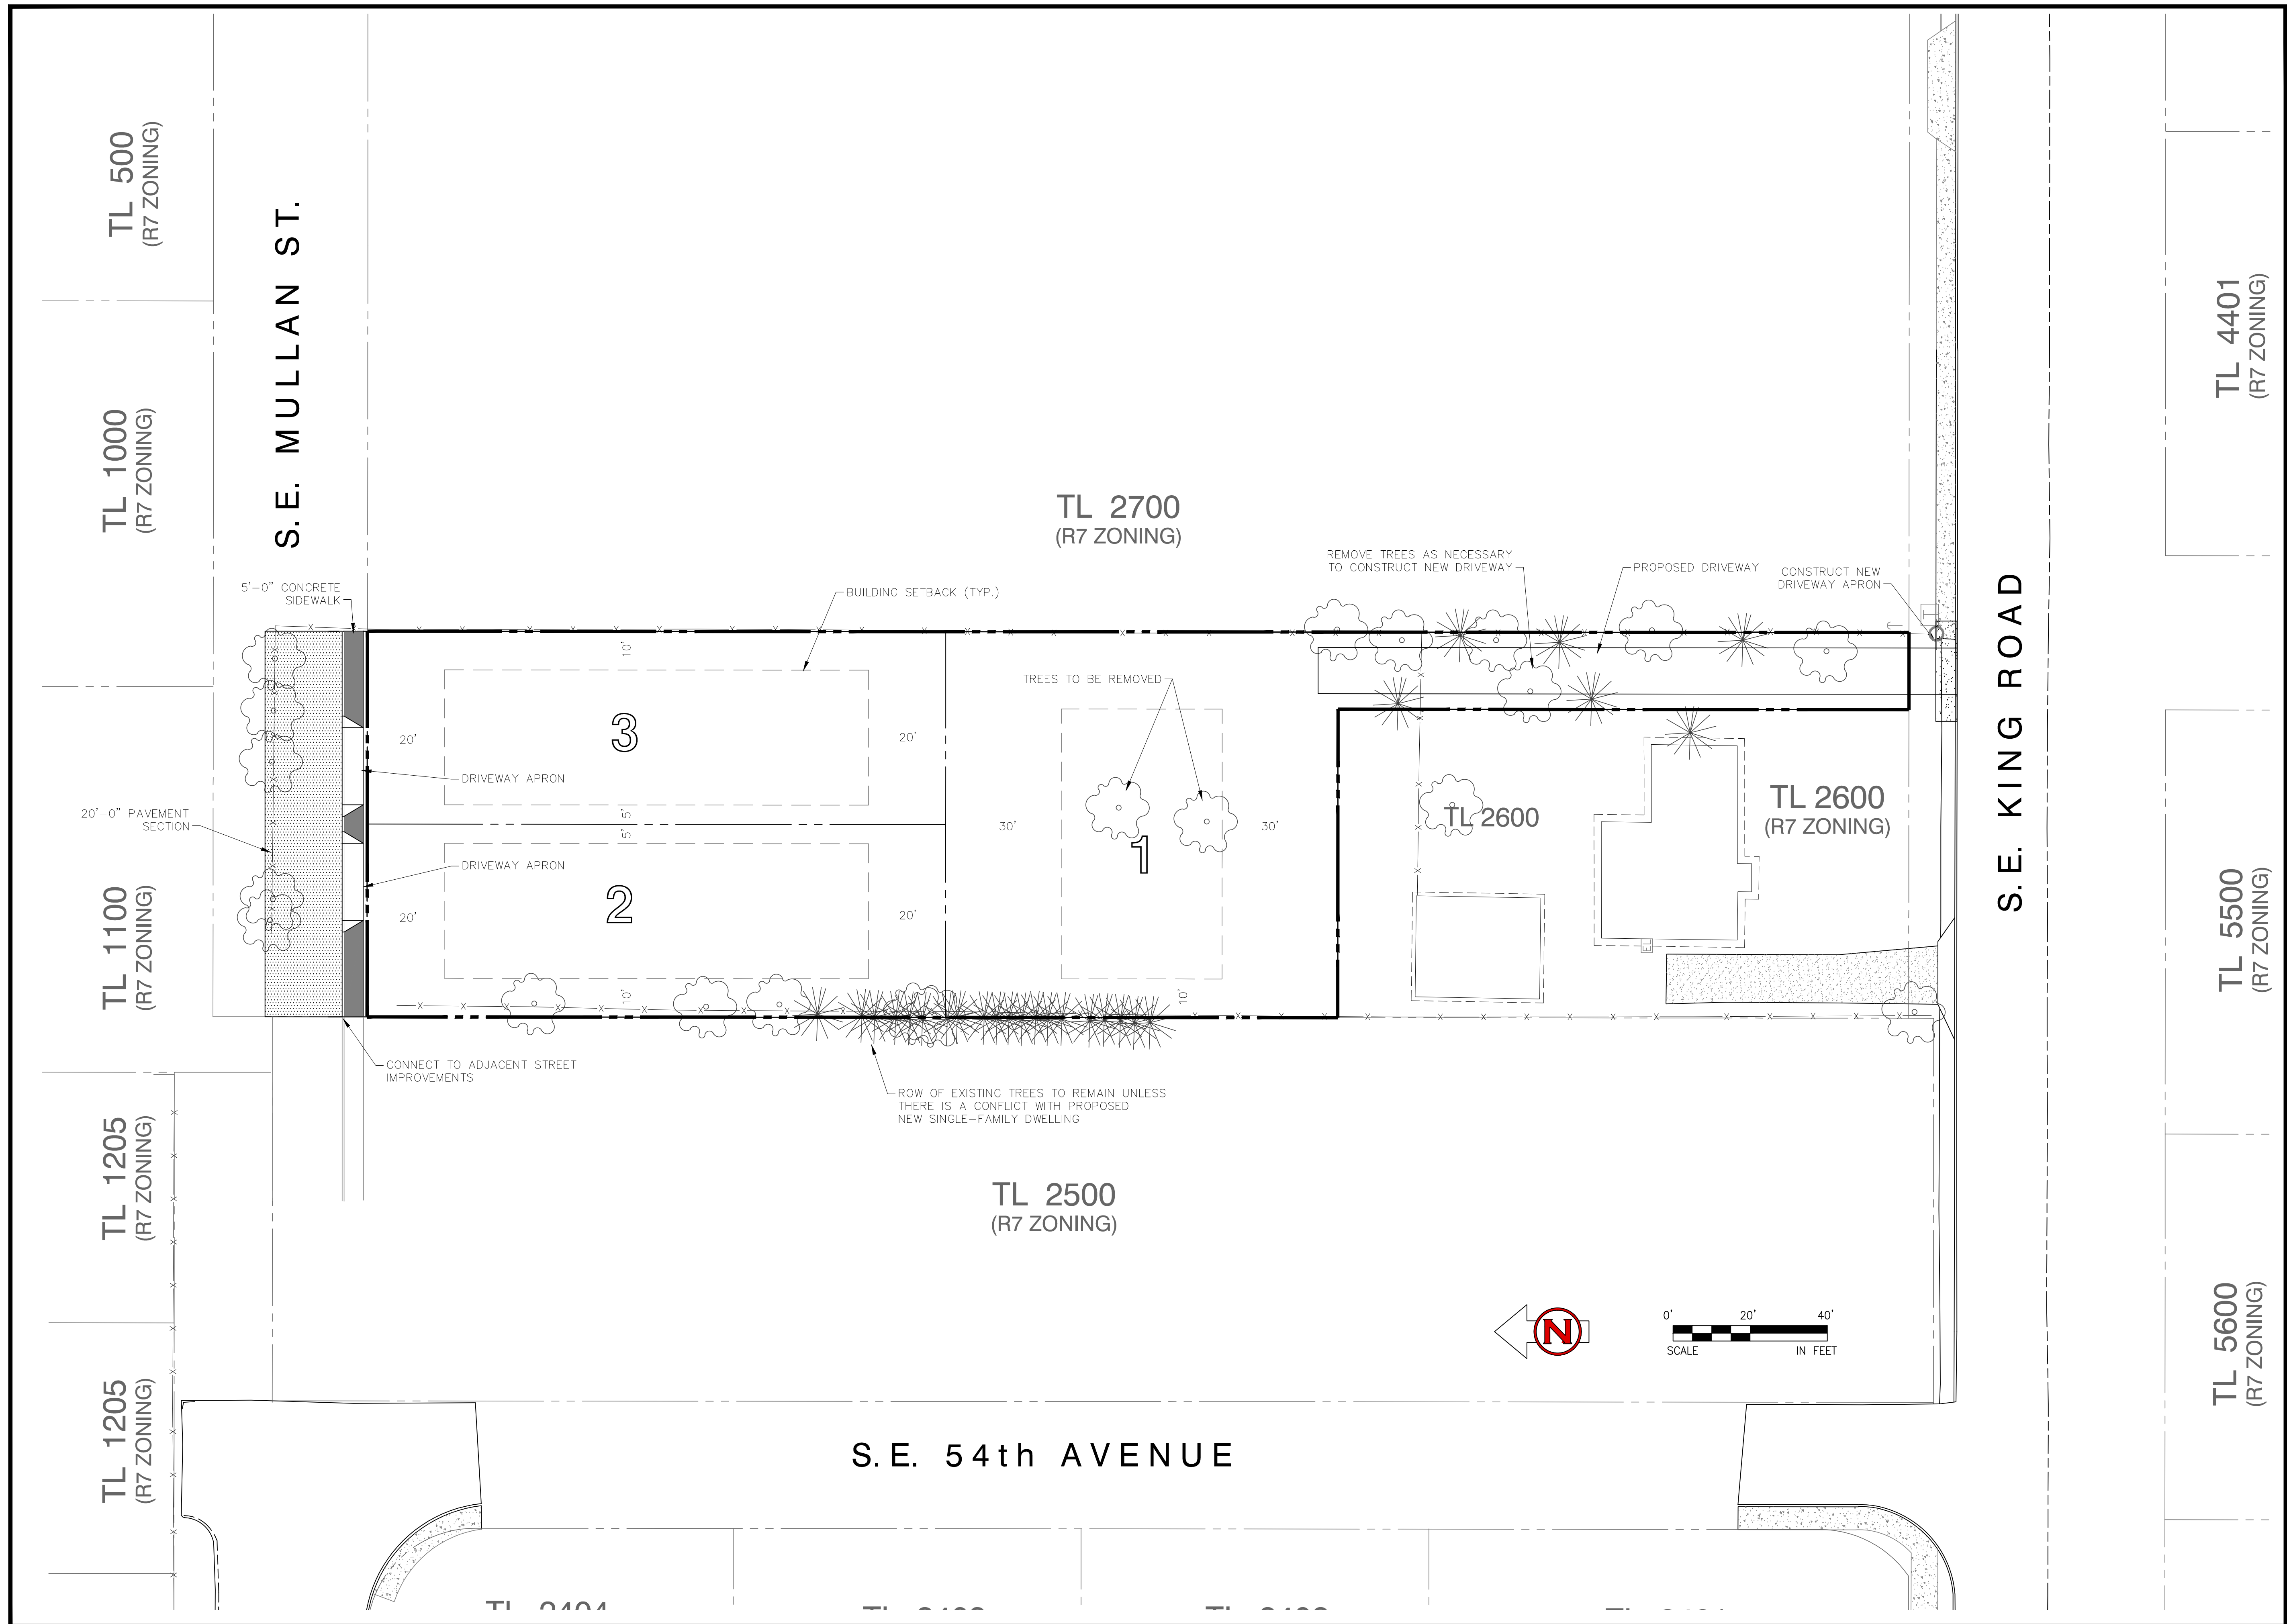 TL 500
(R7 ZONING)
TL 1000
(R7 ZONING)
TL 1100
(R7 ZONING)
TL 1205
(R7 ZONING)
TL 1205
(R7 ZONING)
S.E. MULLAN ST.
5'-0" CONCRETE
SIDEWALK
20'-0" PAVEMENT
SECTION
TL 2700
(R7 ZONING)
BUILDING SETBACK (TYP.)
REMOVE TREES AS NECESSARY
TO CONSTRUCT NEW DRIVEWAY
PROPOSED DRIVEWAY
CONSTRUCT NEW
DRIVEWAY APRON
10'
3
20'
20'
DRIVEWAY APRON
5'
5'
DRIVEWAY APRON
2
20'
20'
10'
TREES TO BE REMOVED
30'
1
30'
10'
TL 2600
TL 2600
(R7 ZONING)
CONNECT TO ADJACENT STREET
IMPROVEMENTS
ROW OF EXISTING TREES TO REMAIN UNLESS
THERE IS A CONFLICT WITH PROPOSED
NEW SINGLE-FAMILY DWELLING
TL 2500
(R7 ZONING)
N
0' 20' 40'
SCALE IN FEET
S.E. 54th AVENUE
S.E. KING ROAD
TL 4401
(R7 ZONING)
TL 5500
(R7 ZONING)
TL 5600
(R7 ZONING)